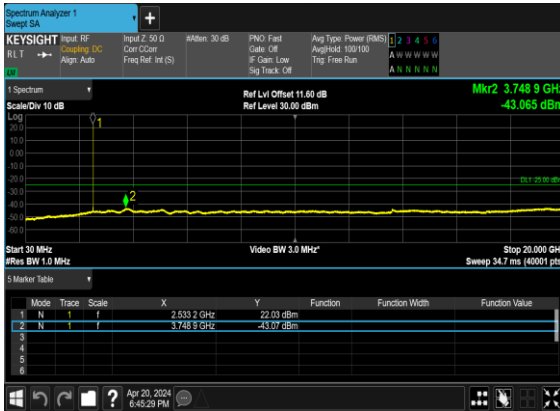 Spectrum Analyzer 1
Swept SA
+
KEYSIGHT Input: RF Input Z: 50 Ω #Atten: 30 dB PNO: Fast Avg Type: Power (RMS) 1 2 3 4 5 6
RLT Coupling: DC Corr CCorr Gate: Off Avg|Hold: 100/100 A W W W W W
Align: Auto Freq Ref: Int (S) IF Gain: Low Trig: Free Run
Sig Track: Off A N N N N N
1 Spectrum Ref Lvl Offset 11.60 dB Mkr2 3.748 9 GHz
Scale/Div 10 dB Ref Level 30.00 dBm -43.065 dBm
Log
1
20.0
10.0
0.00
-10.0
-20.0
DL1 -25.00 dBm
-30.0
2
-40.0
-50.0
-60.0
Start 30 MHz Video BW 3.0 MHz* Stop 20.000 GHz
#Res BW 1.0 MHz Sweep 34.7 ms (40001 pts)
5 Marker Table
Mode Trace Scale X Y Function Function Width Function Value
1 N 1 f 2.533 2 GHz 22.03 dBm
2 N 1 f 3.748 9 GHz -43.07 dBm
3
4
5
6
? Apr 20, 2024
6:45:29 PM